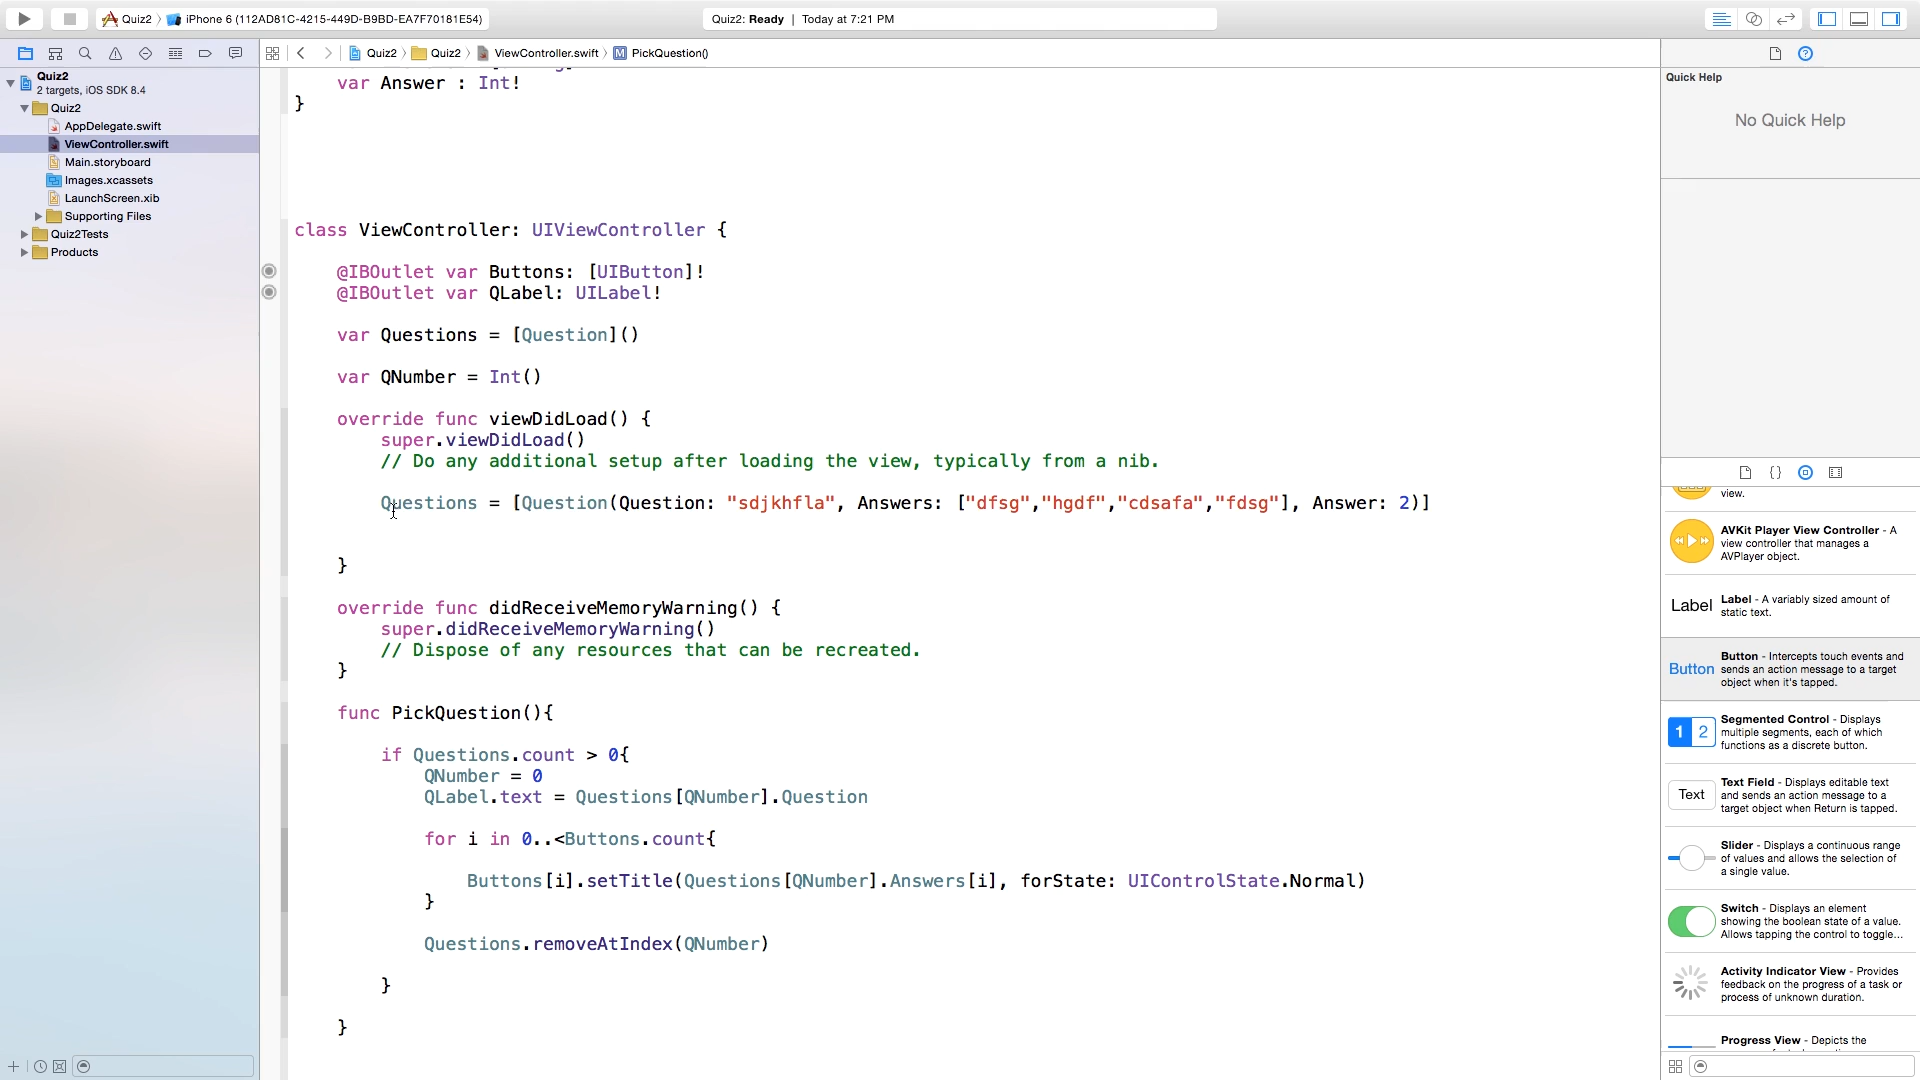 Quiz2 iPhone 6 (112AD81C-4215-449D-B9BD-EA7F70181E54)
Quiz2: Ready | Today at 7:21 PM
Quiz2 Quiz2 ViewController.swift M PickQuestion()
Quiz2
2 targets, iOS SDK 8.4
Quiz2
AppDelegate.swift
ViewController.swift
Main.storyboard
Images.xcassets
LaunchScreen.xib
Supporting Files
Quiz2Tests
Products
var Answer : Int!
}
class ViewController: UIViewController {
@IBOutlet var Buttons: [UIButton]!
@IBOutlet var QLabel: UILabel!
var Questions = [Question]()
var QNumber = Int()
override func viewDidLoad() {
super.viewDidLoad()
// Do any additional setup after loading the view, typically from a nib.
Questions = [Question(Question: "sdjkhfla", Answers: ["dfsg","hgdf","cdsafa","fdsg"], Answer: 2)]
}
override func didReceiveMemoryWarning() {
super.didReceiveMemoryWarning()
// Dispose of any resources that can be recreated.
}
func PickQuestion(){
if Questions.count > 0{
QNumber = 0
QLabel.text = Questions[QNumber].Question
for i in 0..<Buttons.count{
Buttons[i].setTitle(Questions[QNumber].Answers[i], forState: UIControlState.Normal)
}
Questions.removeAtIndex(QNumber)
}
}
Quick Help
No Quick Help
view.
AVKit Player View Controller - A
view controller that manages a
AVPlayer object.
Label
Label - A variably sized amount of
static text.
Button
Button - Intercepts touch events and
sends an action message to a target
object when it's tapped.
1 2
Segmented Control - Displays
multiple segments, each of which
functions as a discrete button.
Text
Text Field - Displays editable text
and sends an action message to a
target object when Return is tapped.
Slider - Displays a continuous range
of values and allows the selection of
a single value.
Switch - Displays an element
showing the boolean state of a value.
Allows tapping the control to toggle...
Activity Indicator View - Provides
feedback on the progress of a task or
process of unknown duration.
Progress View - Depicts the